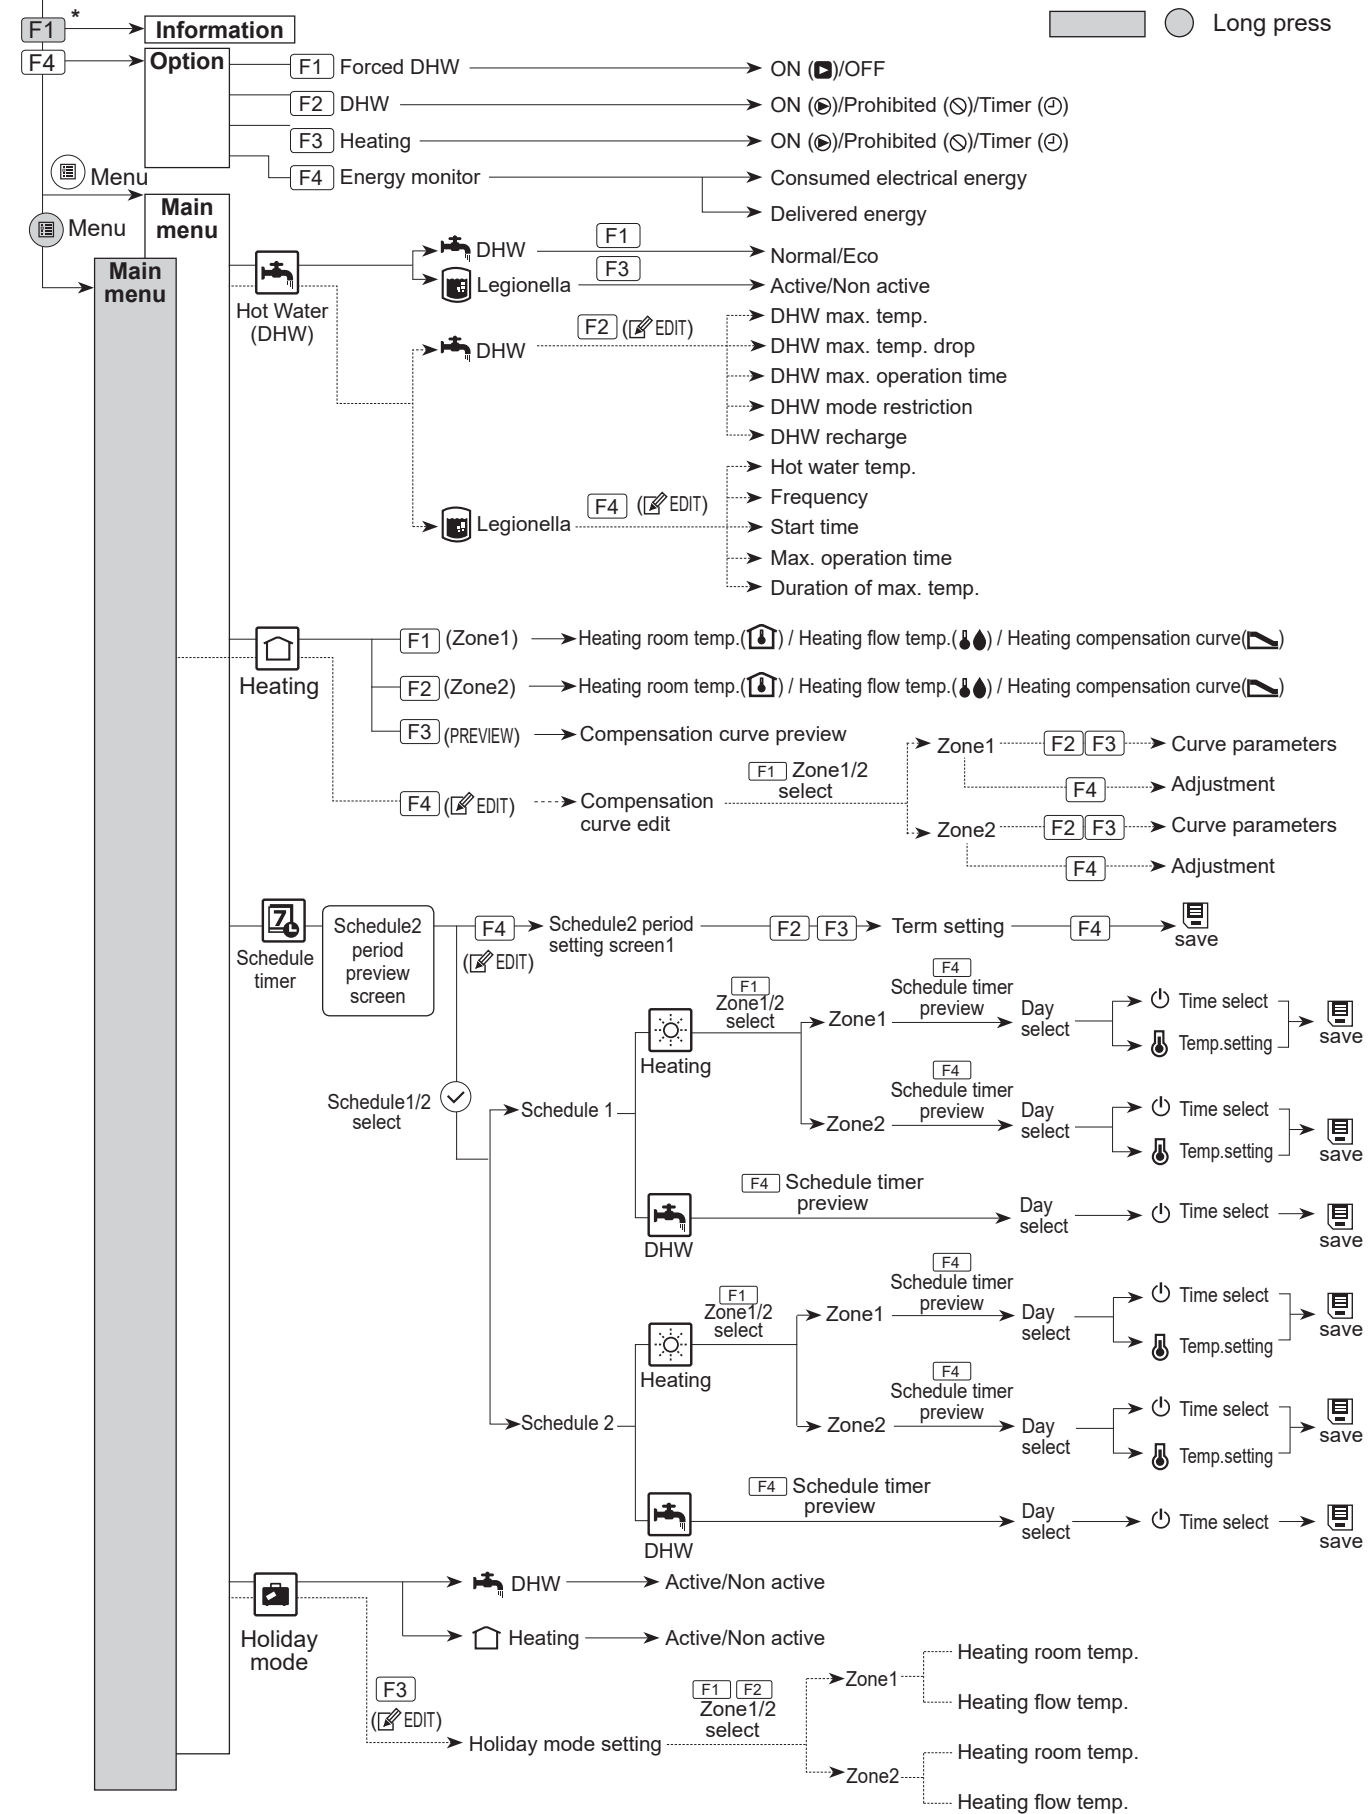 F1 * Information
Long press
F4 Option
F1 Forced DHW ON ( )/OFF
F2 DHW ON ( )/Prohibited ( )/Timer ( )
F3 Heating ON ( )/Prohibited ( )/Timer ( )
F4 Energy monitor Consumed electrical energy
Delivered energy
Menu
Main
menu
Menu
Main
menu
Hot Water
(DHW)
DHW F1 Normal/Eco
Legionella F3 Active/Non active
DHW F2 ( EDIT)
DHW max. temp.
DHW max. temp. drop
DHW max. operation time
DHW mode restriction
DHW recharge
Legionella F4 ( EDIT)
Hot water temp.
Frequency
Start time
Max. operation time
Duration of max. temp.
Heating
F1 (Zone1) Heating room temp.( ) / Heating flow temp.( ) / Heating compensation curve( )
F2 (Zone2) Heating room temp.( ) / Heating flow temp.( ) / Heating compensation curve( )
F3 (PREVIEW) Compensation curve preview
F4 ( EDIT) Compensation
curve edit
F1 Zone1/2
select
Zone1 F2 F3 Curve parameters
F4 Adjustment
Zone2 F2 F3 Curve parameters
F4 Adjustment
7
Schedule
timer
Schedule2
period
preview
screen
F4
( EDIT)
Schedule2 period
setting screen1
F2 F3 Term setting F4 save
Schedule1/2
select
Schedule 1
Heating
F1
Zone1/2
select
Zone1
F4
Schedule timer
preview
Day
select
Time select
Temp.setting
save
Zone2
F4
Schedule timer
preview
Day
select
Time select
Temp.setting
save
DHW
F4 Schedule timer
preview
Day
select
Time select
save
Schedule 2
Heating
F1
Zone1/2
select
Zone1
F4
Schedule timer
preview
Day
select
Time select
Temp.setting
save
Zone2
F4
Schedule timer
preview
Day
select
Time select
Temp.setting
save
DHW
F4 Schedule timer
preview
Day
select
Time select
save
Holiday
mode
DHW Active/Non active
Heating Active/Non active
F3
( EDIT)
Holiday mode setting
F1 F2
Zone1/2
select
Zone1
Heating room temp.
Heating flow temp.
Zone2
Heating room temp.
Heating flow temp.